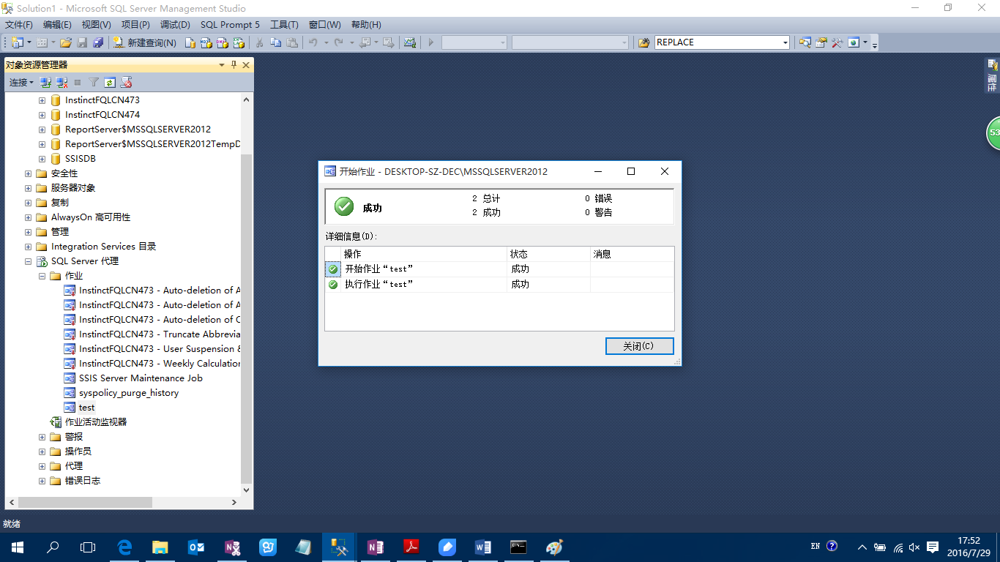 Solution1 - Microsoft SQL Server Management Studio
文件(F) 编辑(E) 视图(V) 项目(P) 调试(D) SQL Prompt 5 工具(T) 窗口(W) 帮助(H)
新建查询(N) REPLACE
对象资源管理器
连接
属性
InstinctFQLCN473
InstinctFQLCN474
ReportServer$MSSQLSERVER2012
ReportServer$MSSQLSERVER2012TempD
SSISDB
安全性
服务器对象
复制
AlwaysOn 高可用性
管理
Integration Services 目录
SQL Server 代理
作业
InstinctFQLCN473 - Auto-deletion of A
InstinctFQLCN473 - Auto-deletion of A
InstinctFQLCN473 - Auto-deletion of C
InstinctFQLCN473 - Truncate Abbrevia
InstinctFQLCN473 - User Suspension &
InstinctFQLCN473 - Weekly Calculation
SSIS Server Maintenance Job
syspolicy_purge_history
test
作业活动监视器
警报
操作员
代理
错误日志
53
开始作业 - DESKTOP-SZ-DEC\MSSQLSERVER2012
成功
2 总计 0 错误
2 成功 0 警告
详细信息(D):
操作 状态 消息
开始作业“test” 成功
执行作业“test” 成功
关闭(C)
就绪
EN
17:52
2016/7/29